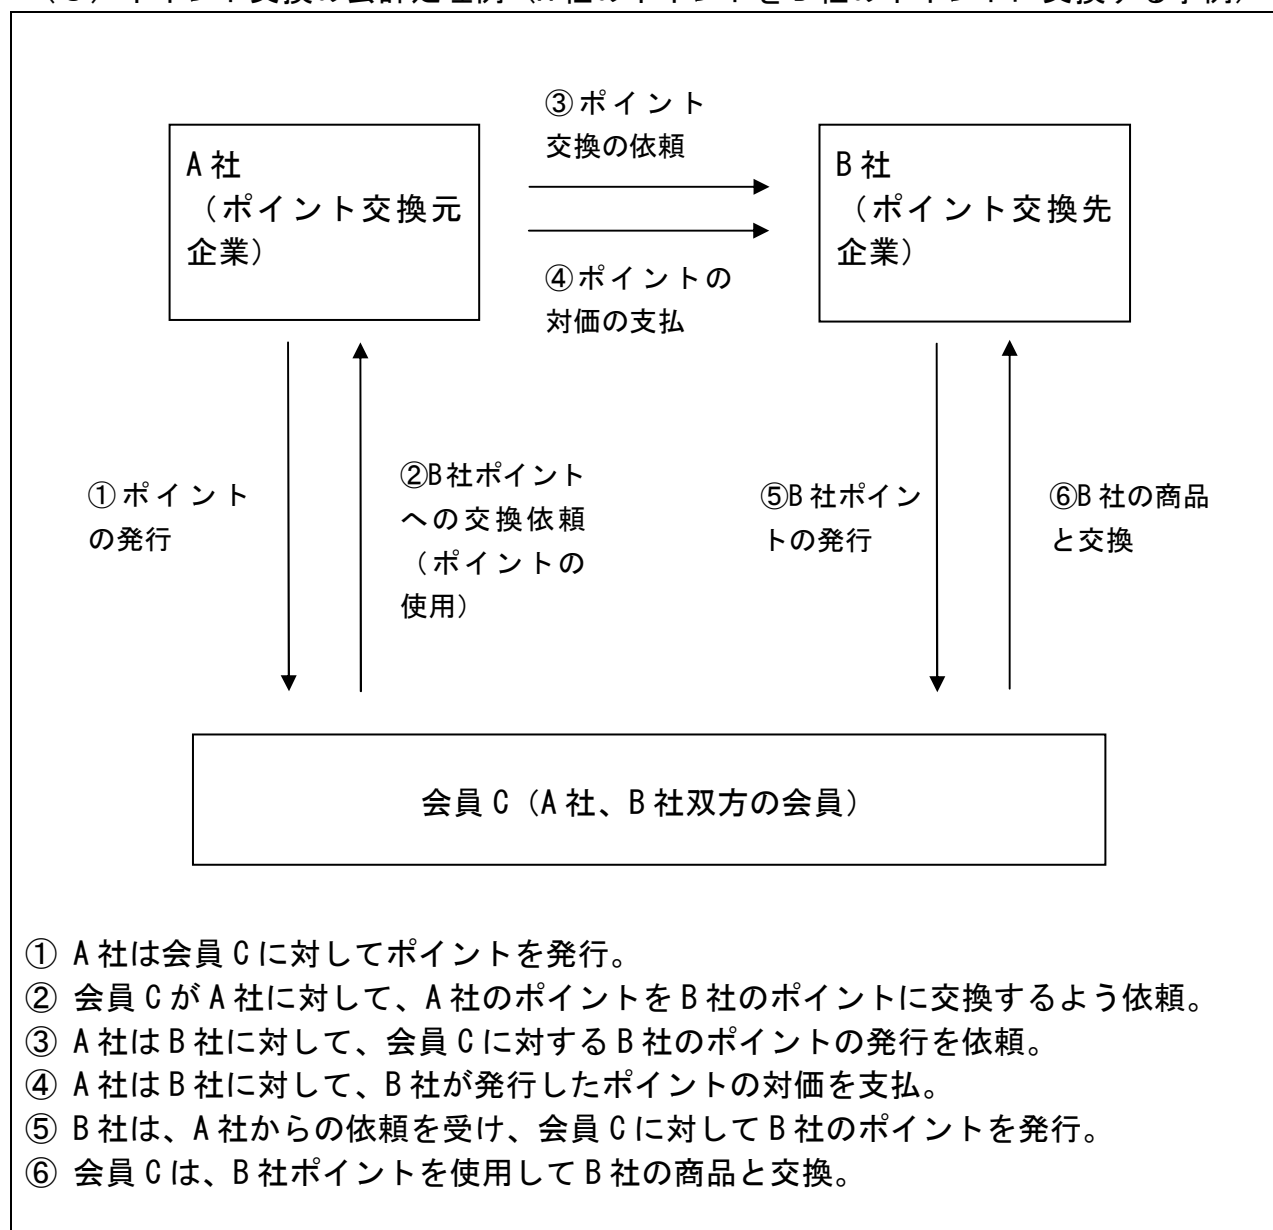 ③ポイント
交換の依頼
A社
（ポイント交換元
企業）
B社
（ポイント交換先
企業）
④ポイントの
対価の支払
①ポイント
の発行
②B社ポイント
への交換依頼
（ポイントの
使用）
⑤B社ポイン
トの発行
⑥B社の商品
と交換
会員C（A社、B社双方の会員）
① A社は会員Cに対してポイントを発行。
② 会員CがA社に対して、A社のポイントをB社のポイントに交換するよう依頼。
③ A社はB社に対して、会員Cに対するB社のポイントの発行を依頼。
④ A社はB社に対して、B社が発行したポイントの対価を支払。
⑤ B社は、A社からの依頼を受け、会員Cに対してB社のポイントを発行。
⑥ 会員Cは、B社ポイントを使用してB社の商品と交換。